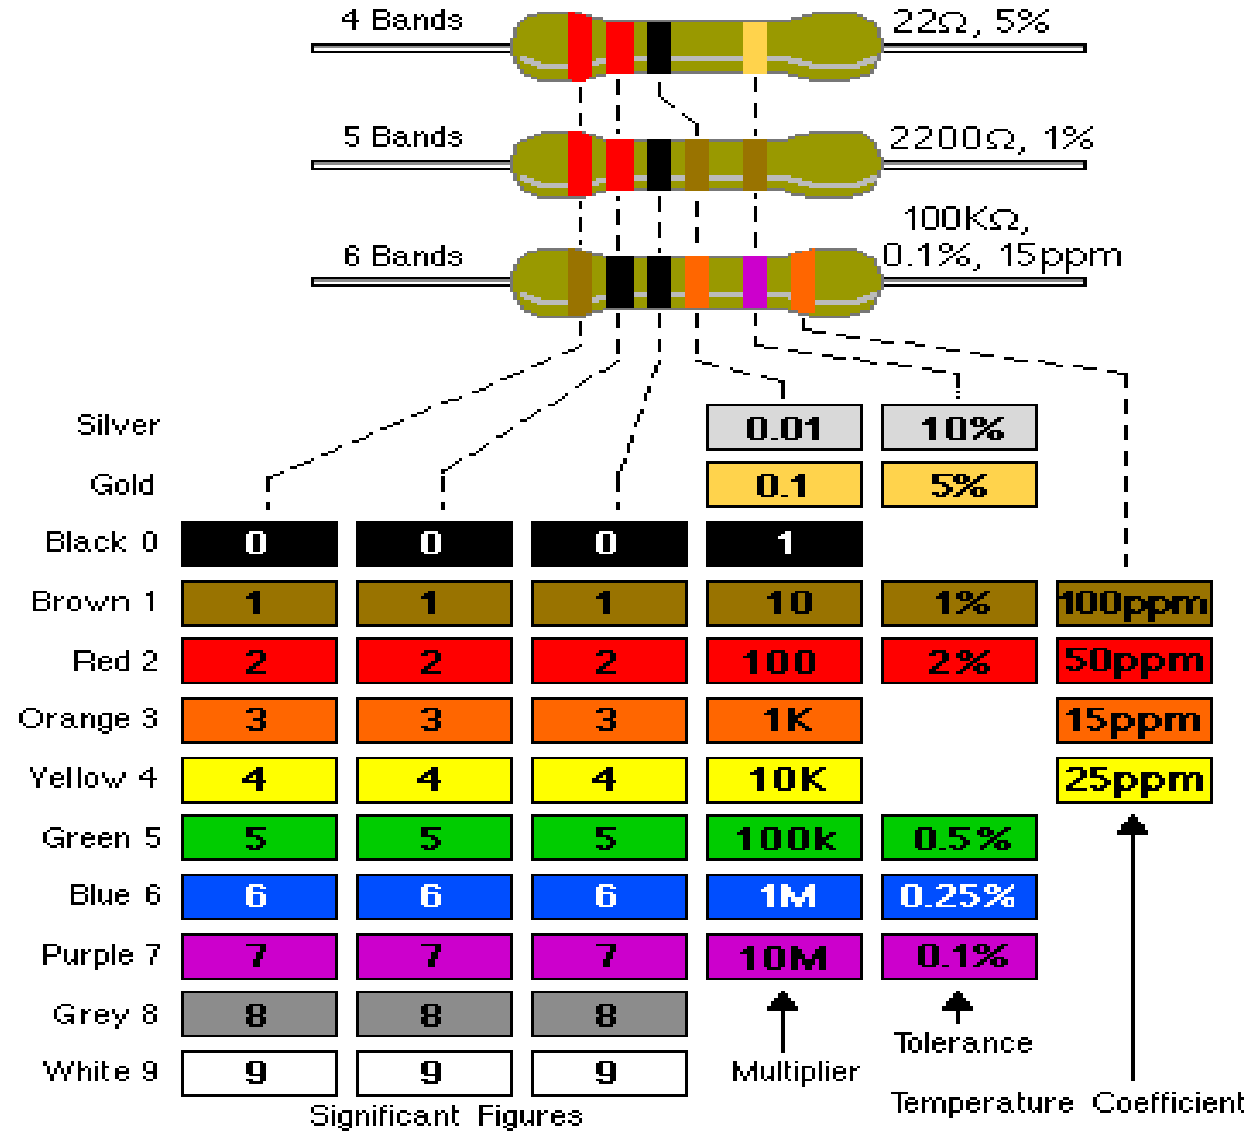 4 Bands 22Ω, 5%
5 Bands 2200Ω, 1%
100KΩ,
6 Bands 0.1%, 15ppm
Silver 0.01 10%
Gold 0.1 5%
Black 0 0 0 0 1
Brown 1 1 1 1 10 1% 100ppm
Red 2 2 2 2 100 2% 50ppm
Orange 3 3 3 3 1K 15ppm
Yellow 4 4 4 4 10K 25ppm
Green 5 5 5 5 100k 0.5%
Blue 6 6 6 6 1M 0.25%
Purple 7 7 7 7 10M 0.1%
Grey 8 8 8 8
White 9 9 9 9
Tolerance
Multiplier
Significant Figures
Temperature Coefficient